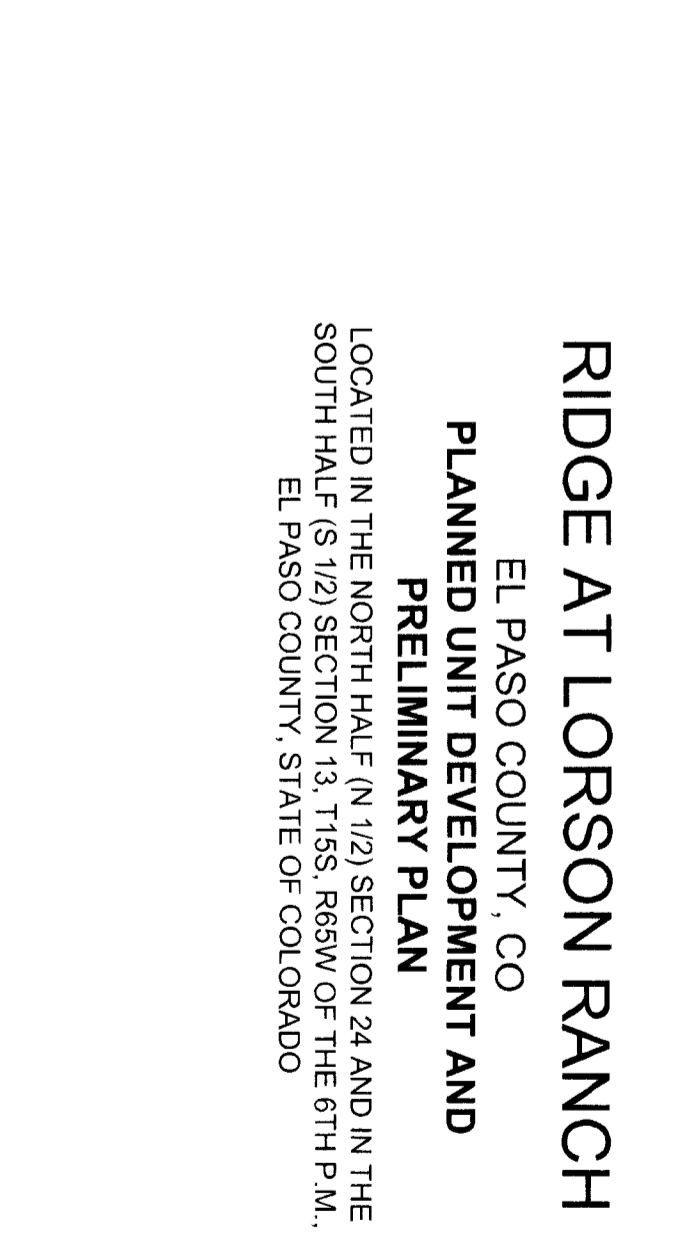 RIDGE AT LORSON RANCH
EL PASO COUNTY, CO
PLANNED UNIT DEVELOPMENT AND
PRELIMINARY PLAN
LOCATED IN THE NORTH HALF (N 1/2) SECTION 24 AND IN THE
SOUTH HALF (S 1/2) SECTION 13, T15S, R65W OF THE 6TH P.M.,
EL PASO COUNTY, STATE OF COLORADO